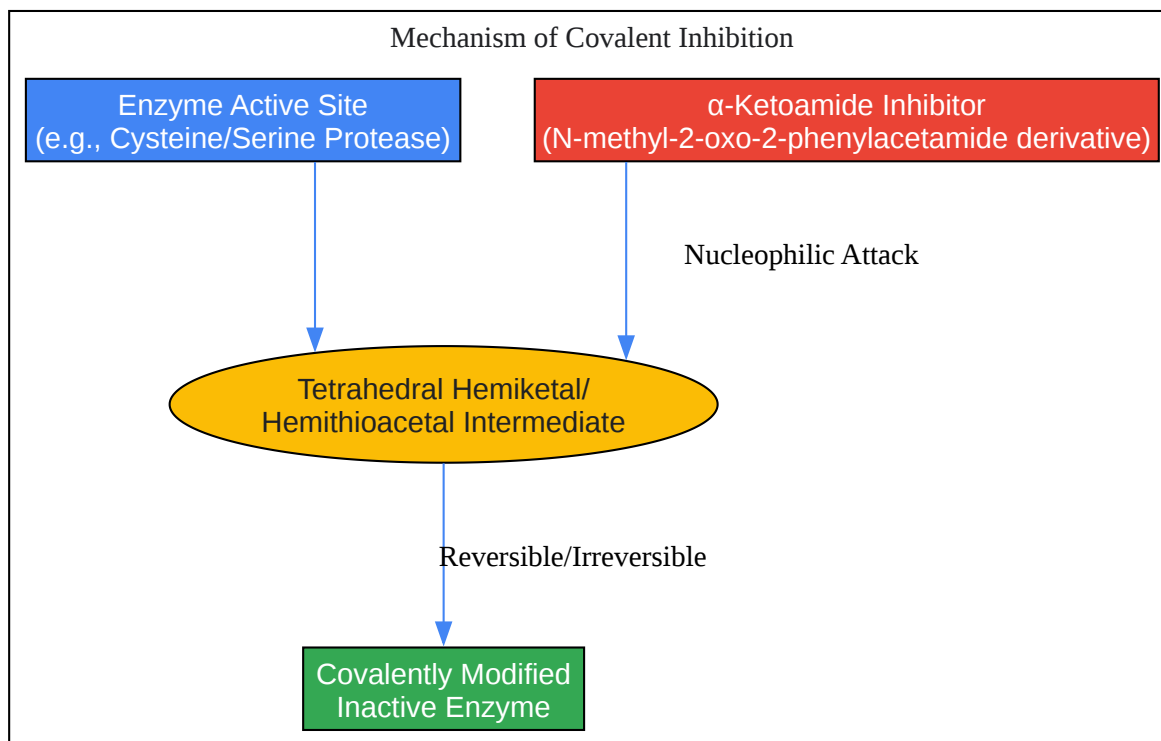 Mechanism of Covalent Inhibition
Enzyme Active Site
(e.g., Cysteine/Serine Protease)
α-Ketoamide Inhibitor
(N-methyl-2-oxo-2-phenylacetamide derivative)
Nucleophilic Attack
Tetrahedral Hemiketal/
Hemithioacetal Intermediate
Reversible/Irreversible
Covalently Modified
Inactive Enzyme